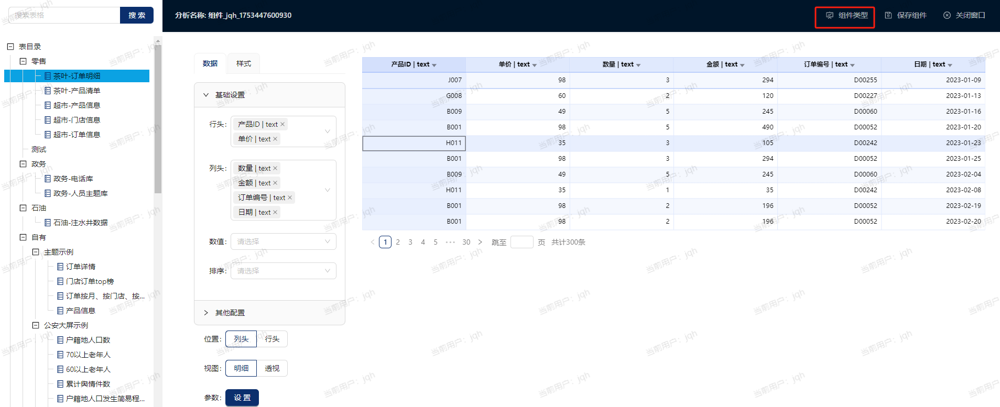 搜索表格
搜 索
分析名称: 组件_jqh_1753447600930
组件类型
保存组件
关闭窗口
表目录
零售
茶叶-订单明细
茶叶-产品清单
超市-产品信息
超市-门店信息
超市-订单信息
测试
政务
政务-电话库
政务-人员主题库
石油
石油-注水井数据
自有
主题示例
订单详情
门店订单top榜
订单按月、按门店、按...
产品信息
公安大屏示例
户籍地人口数
70以上老年人
60以上老年人
累计舆情件数
户籍地人口发生简易程...
数据 样式
基础设置
行头: 产品ID | text ×
单价 | text ×
列头: 数量 | text ×
金额 | text ×
订单编号 | text ×
日期 | text ×
数值: 请选择
排序: 请选择
其他配置
位置: 列头 行头
视图: 明细 透视
参数: 设 置
产品ID | text 单价 | text 数量 | text 金额 | text 订单编号 | text 日期 | text
J007 98 3 294 D00255 2023-01-09
G008 60 2 120 D00227 2023-01-13
B009 49 5 245 D00060 2023-01-16
B001 98 5 490 D00052 2023-01-20
H011 35 3 105 D00242 2023-01-23
B001 98 3 294 D00052 2023-01-25
B009 49 5 245 D00060 2023-02-04
H011 35 1 35 D00242 2023-02-08
B001 98 2 196 D00052 2023-02-19
B001 98 2 196 D00052 2023-02-20
< 1 2 3 4 5 ••• 30 > 跳至 页 共计300条
当前用户: jqh